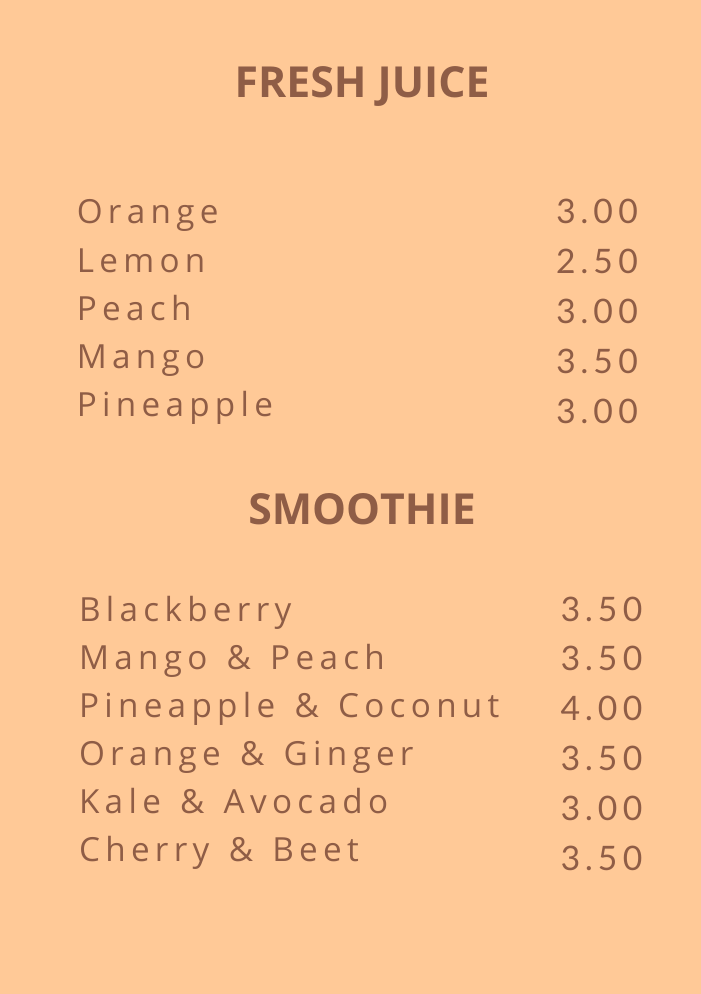 FRESH JUICE
Orange 3.00
Lemon 2.50
Peach 3.00
Mango 3.50
Pineapple 3.00
SMOOTHIE
Blackberry 3.50
Mango & Peach 3.50
Pineapple & Coconut 4.00
Orange & Ginger 3.50
Kale & Avocado 3.00
Cherry & Beet 3.50